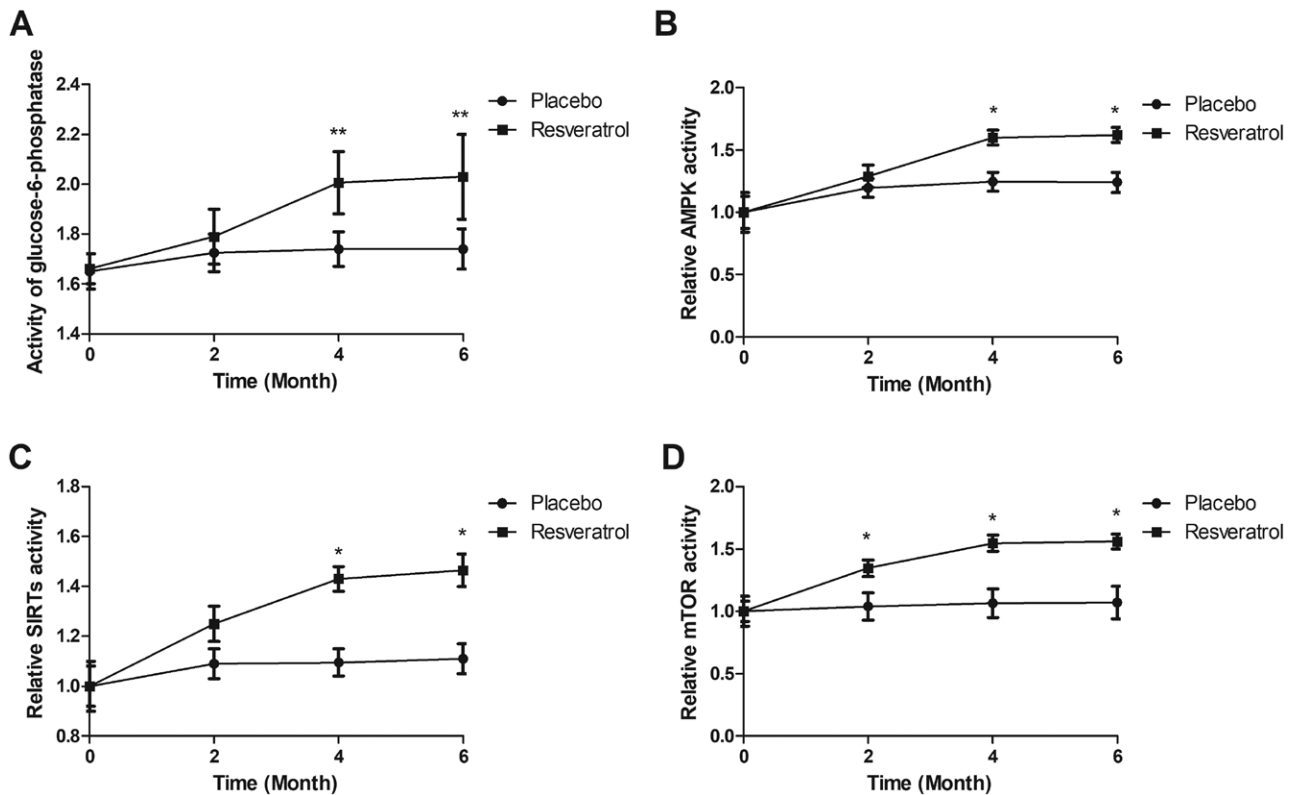 A
Activity of glucose-6-phosphatase
2.4
2.2
2.0
1.8
1.6
1.4
** **
0 2 4 6
Time (Month)
Placebo
Resveratrol
B
Relative AMPK activity
2.0
1.5
1.0
0.5
0.0
* *
0 2 4 6
Time (Month)
Placebo
Resveratrol
C
Relative SIRTs activity
1.8
1.6
1.4
1.2
1.0
0.8
* *
0 2 4 6
Time (Month)
Placebo
Resveratrol
D
Relative mTOR activity
2.0
1.5
1.0
0.5
0.0
* * *
0 2 4 6
Time (Month)
Placebo
Resveratrol